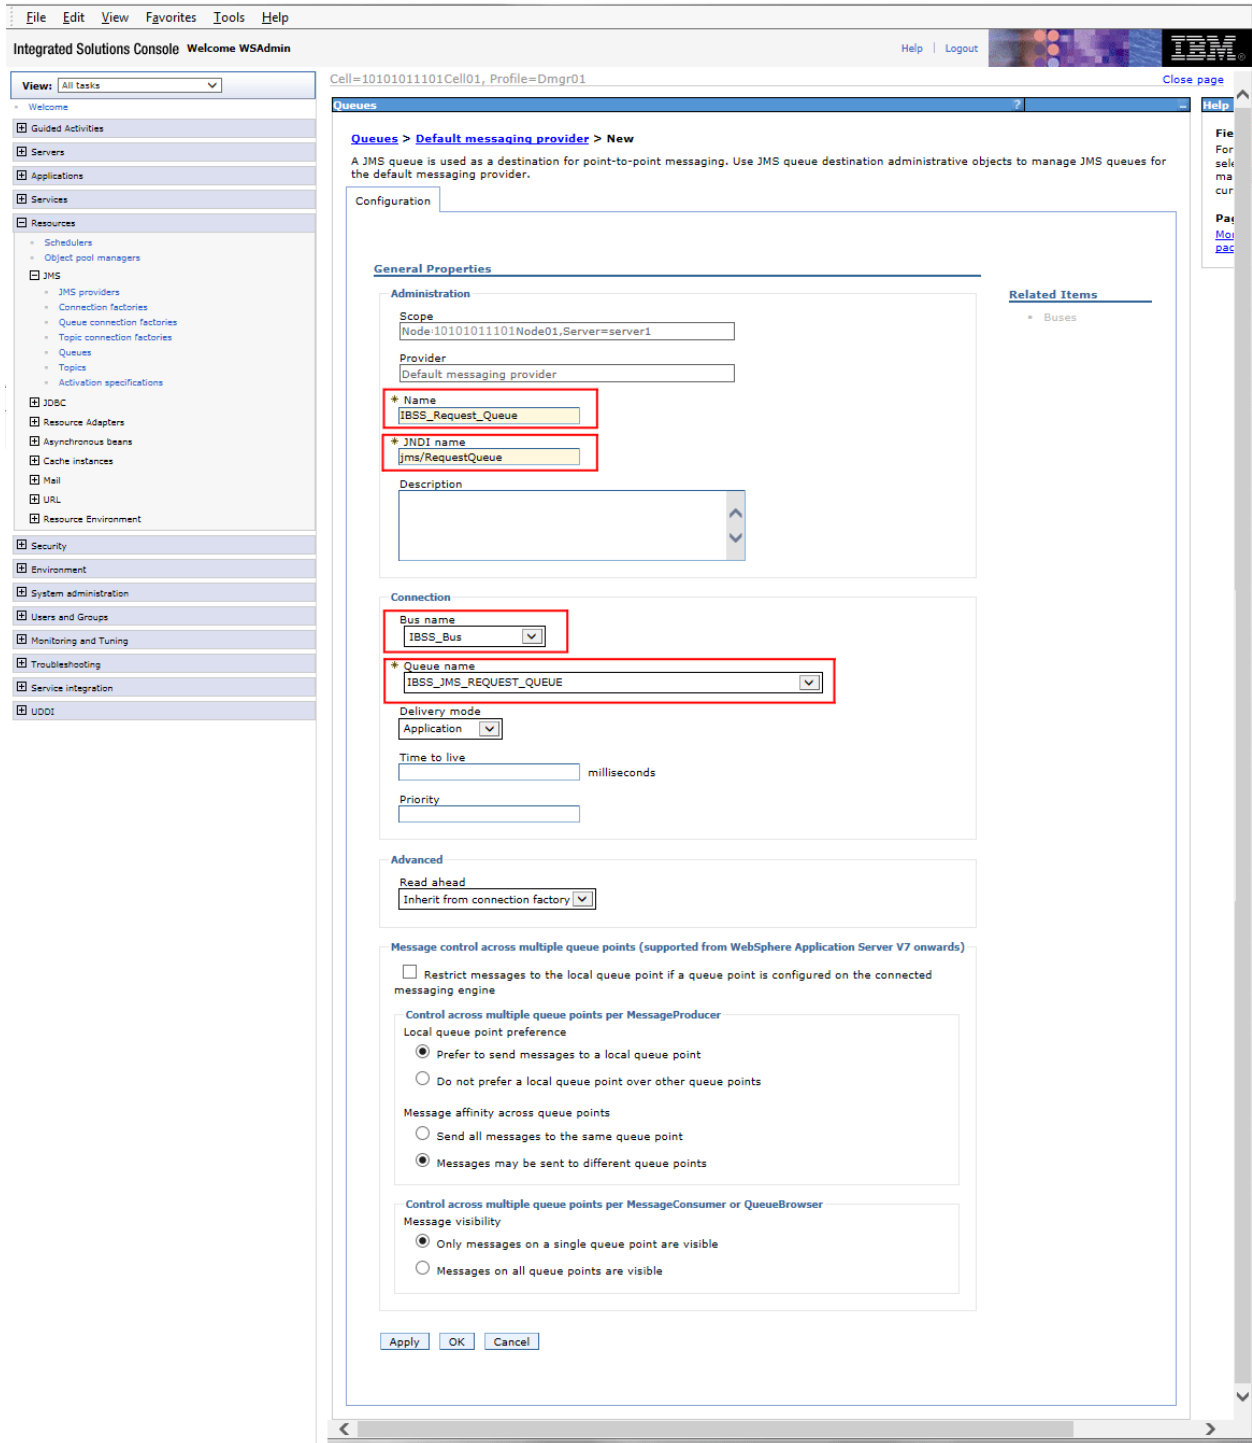 File Edit View Favorites Tools Help
Integrated Solutions Console Welcome WSAdmin
Help | Logout
IBM
View: All tasks
Welcome
Guided Activities
Servers
Applications
Services
Resources
Schedulers
Object pool managers
JMS
JMS providers
Connection factories
Queue connection factories
Topic connection factories
Queues
Topics
Activation specifications
JDBC
Resource Adapters
Asynchronous beans
Cache instances
Mail
URL
Resource Environment
Security
Environment
System administration
Users and Groups
Monitoring and Tuning
Troubleshooting
Service integration
UDDI
Cell=10101011101Cell01, Profile=Dmgr01
Close page
Queues
?
Queues > Default messaging provider > New
A JMS queue is used as a destination for point-to-point messaging. Use JMS queue destination administrative objects to manage JMS queues for
the default messaging provider.
Configuration
General Properties
Administration
Scope
Node:10101011101Node01,Server=server1
Provider
Default messaging provider
* Name
IBSS_Request_Queue
* JNDI name
jms/RequestQueue
Description
Connection
Bus name
IBSS_Bus
* Queue name
IBSS_JMS_REQUEST_QUEUE
Delivery mode
Application
Time to live
milliseconds
Priority
Advanced
Read ahead
Inherit from connection factory
Message control across multiple queue points (supported from WebSphere Application Server V7 onwards)
Restrict messages to the local queue point if a queue point is configured on the connected
messaging engine
Control across multiple queue points per MessageProducer
Local queue point preference
Prefer to send messages to a local queue point
Do not prefer a local queue point over other queue points
Message affinity across queue points
Send all messages to the same queue point
Messages may be sent to different queue points
Control across multiple queue points per MessageConsumer or QueueBrowser
Message visibility
Only messages on a single queue point are visible
Messages on all queue points are visible
Apply OK Cancel
Related Items
Buses
Help
Fie
For
sele
ma
cur
Pag
Mor
pag